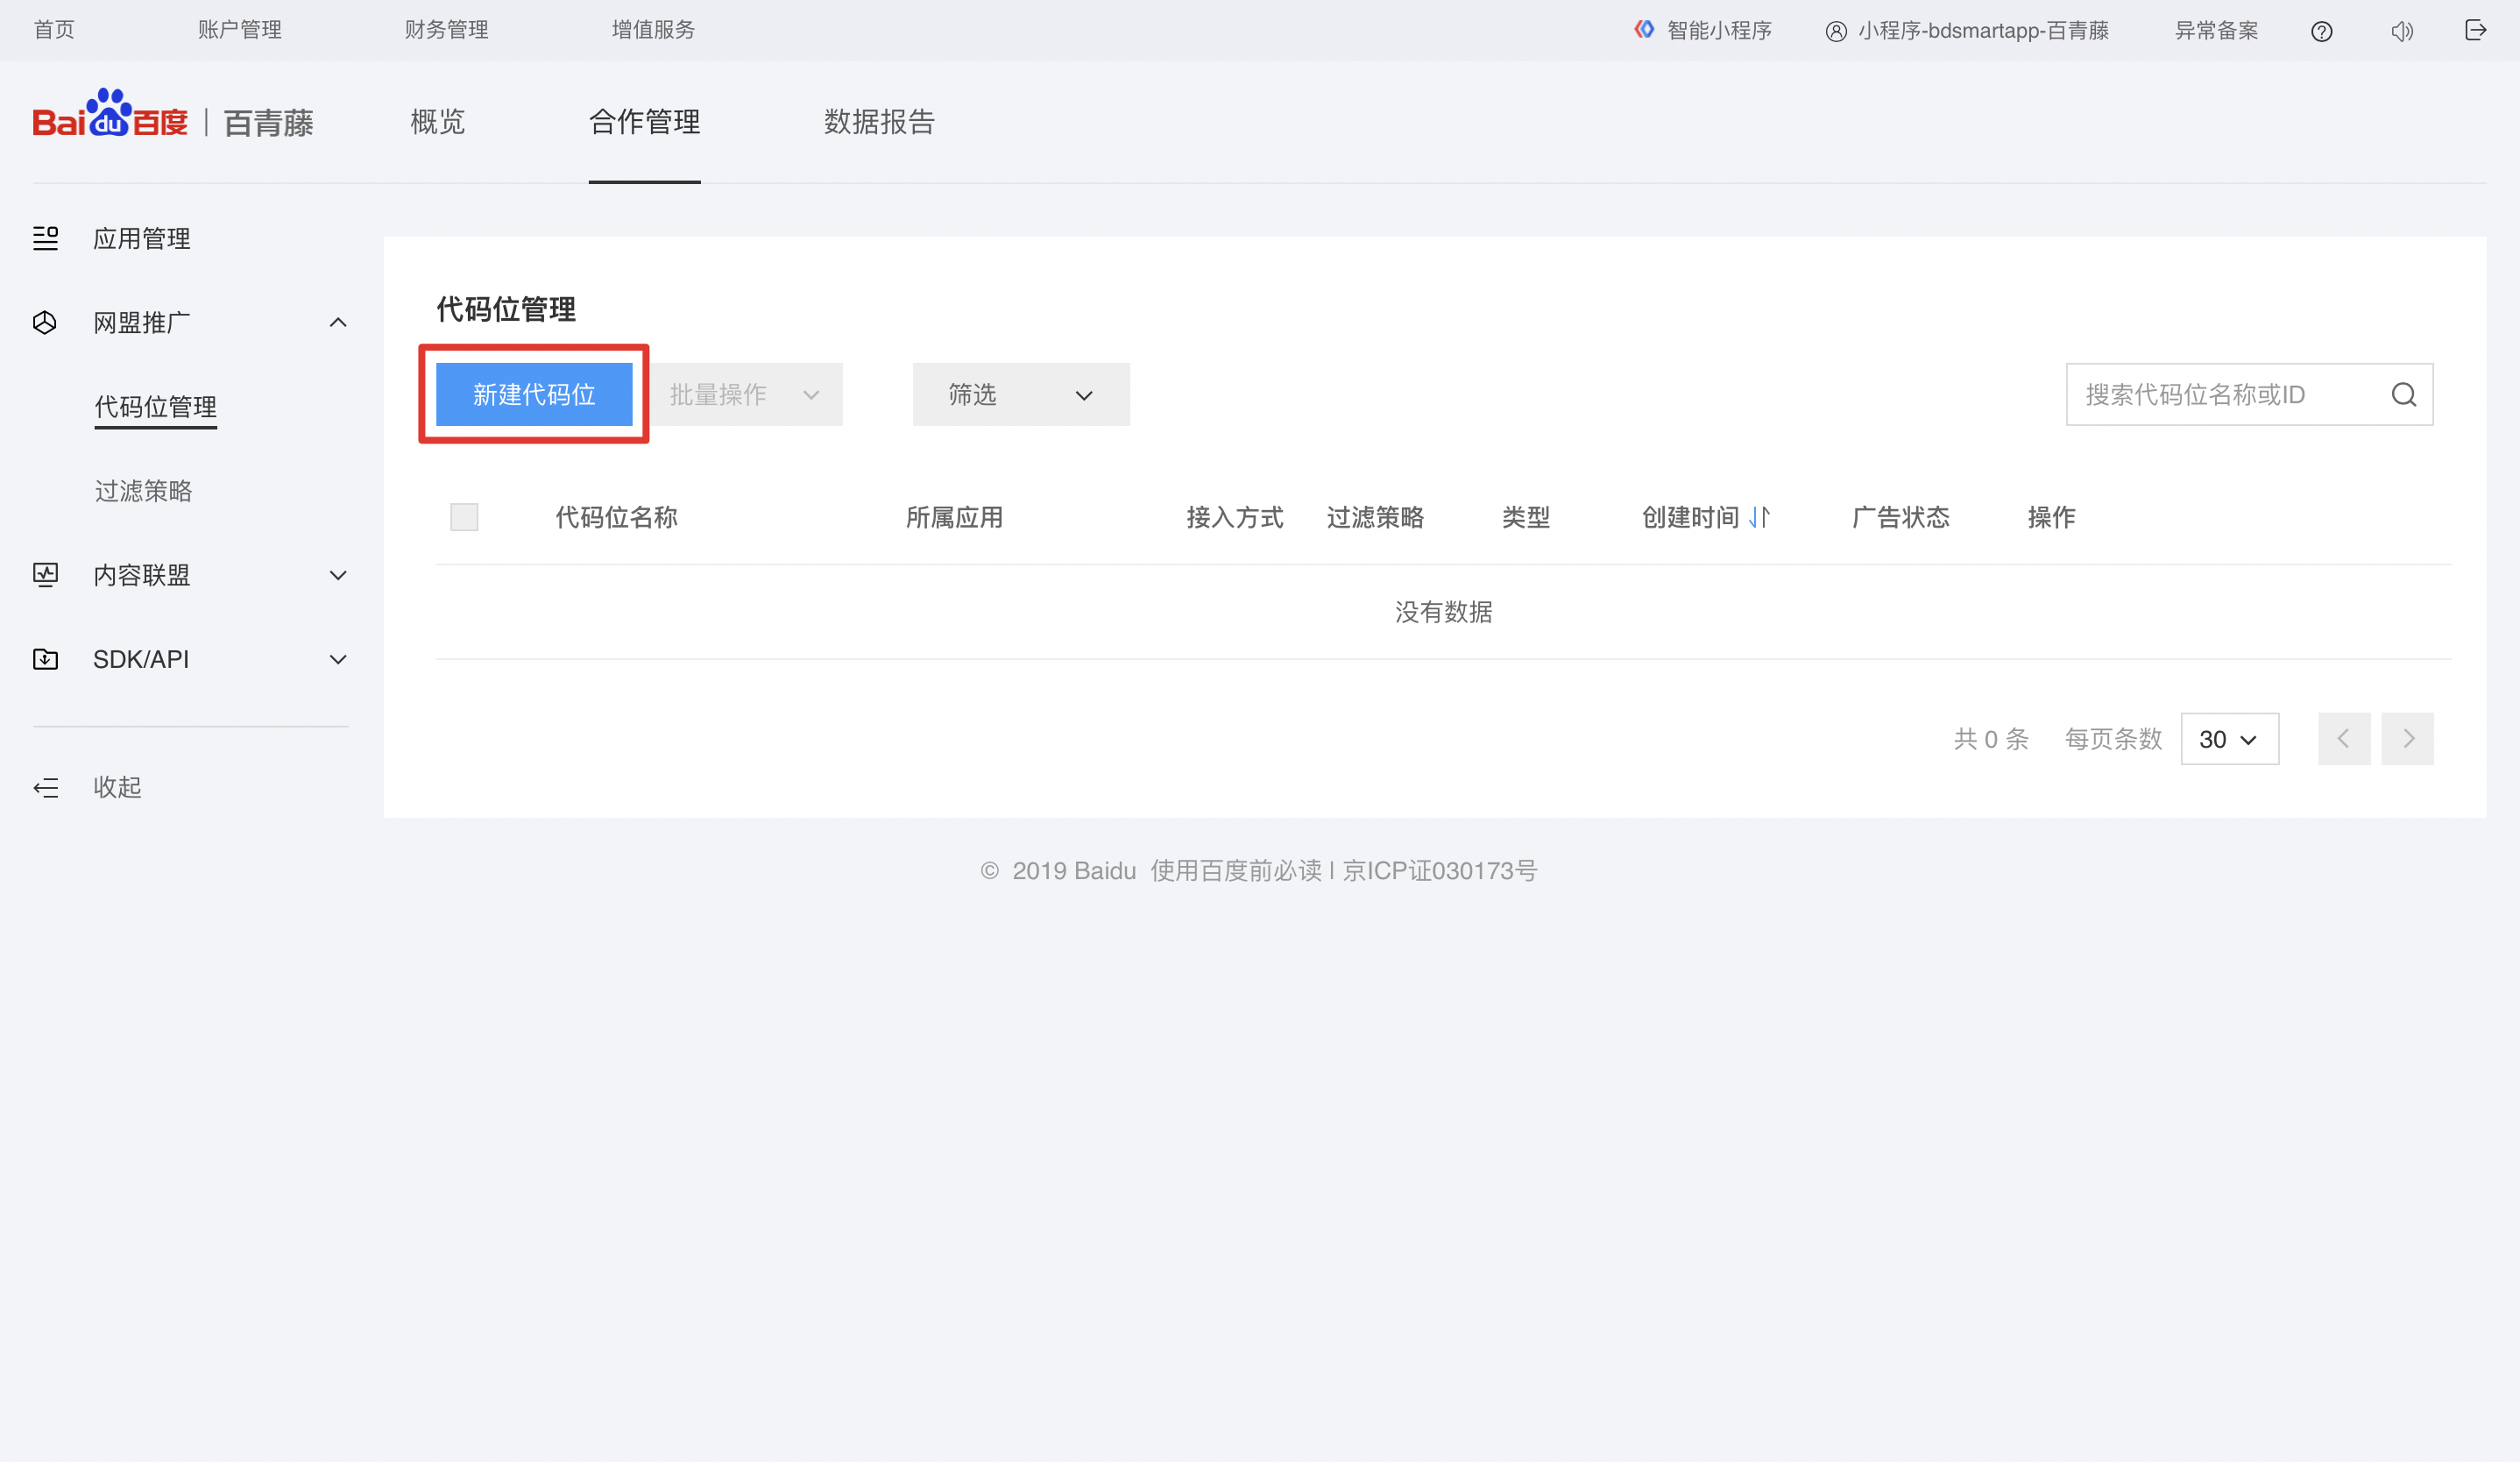 首页 账户管理 财务管理 增值服务 智能小程序 小程序-bdsmartapp-百青藤 异常备案
Bai du 百度 | 百青藤 概览 合作管理 数据报告
应用管理
网盟推广
代码位管理
过滤策略
内容联盟
SDK/API
收起
代码位管理
新建代码位 批量操作 筛选 搜索代码位名称或ID
代码位名称 所属应用 接入方式 过滤策略 类型 创建时间 广告状态 操作
没有数据
共 0 条 每页条数 30
© 2019 Baidu 使用百度前必读 | 京ICP证030173号